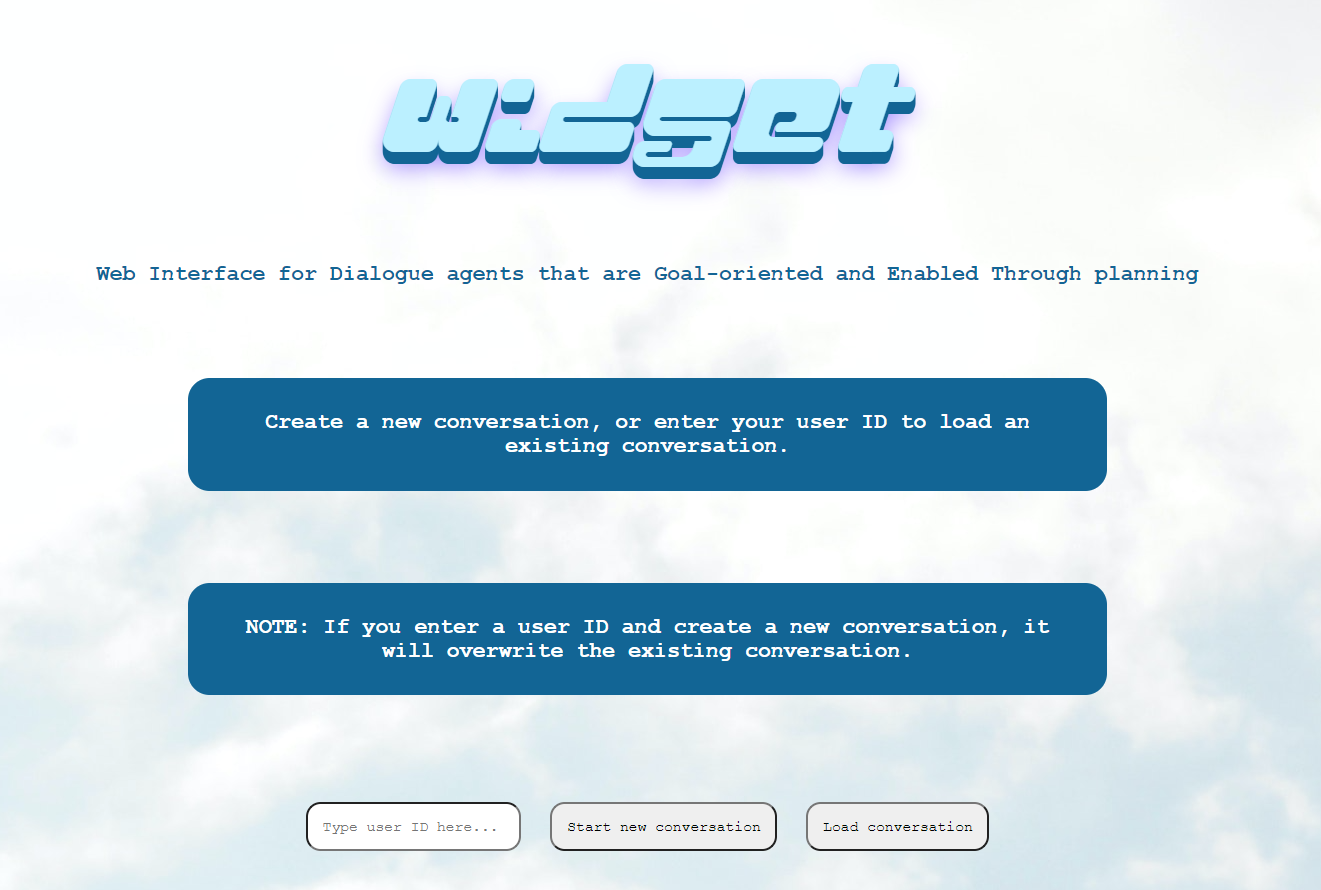 widget
Web Interface for Dialogue agents that are Goal-oriented and Enabled Through planning
Create a new conversation, or enter your user ID to load an
existing conversation.
NOTE: If you enter a user ID and create a new conversation, it
will overwrite the existing conversation.
Type user ID here...
Start new conversation
Load conversation